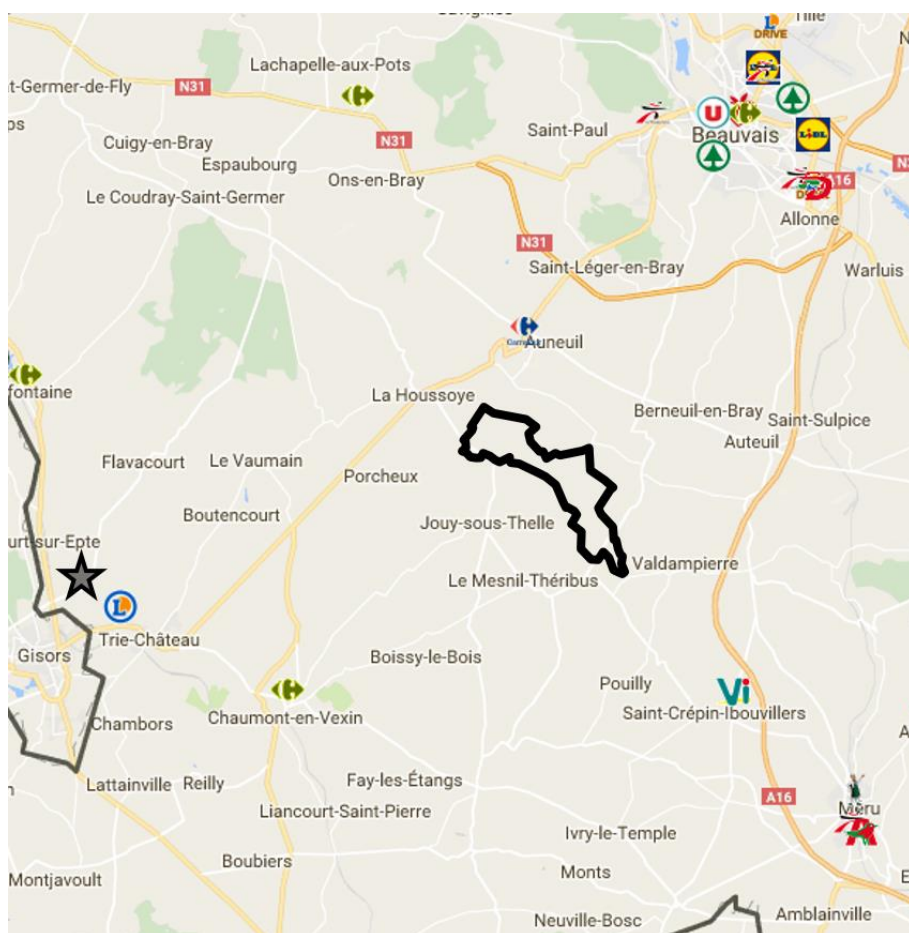 DRIVE
Lachapelle-aux-Pots
t-Germer-de-Fly
N31
Saint-Paul
U
Beauvais
LIDL
Cuigy-en-Bray
N31
Espaubourg
Ons-en-Bray
A16
Le Coudray-Saint-Germer
Allonne
N31
Saint-Léger-en-Bray
Warluis
Auneuil
fontaine
La Houssoye
Berneuil-en-Bray
Saint-Sulpice
Auteuil
Flavacourt
Le Vaumain
Porcheux
Boutencourt
Jouy-sous-Thelle
urt-sur-Epte
Valdampierre
Le Mesnil-Théribus
L
Trie-Château
Gisors
Boissy-le-Bois
Pouilly
Vi
Chaumont-en-Vexin
Saint-Crépin-Ibouvillers
Chambors
Lattainville
Reilly
Fay-les-Étangs
A16
Méru
Liancourt-Saint-Pierre
Ivry-le-Temple
Boubiers
Monts
Montjavoult
Neuville-Bosc
Amblainville